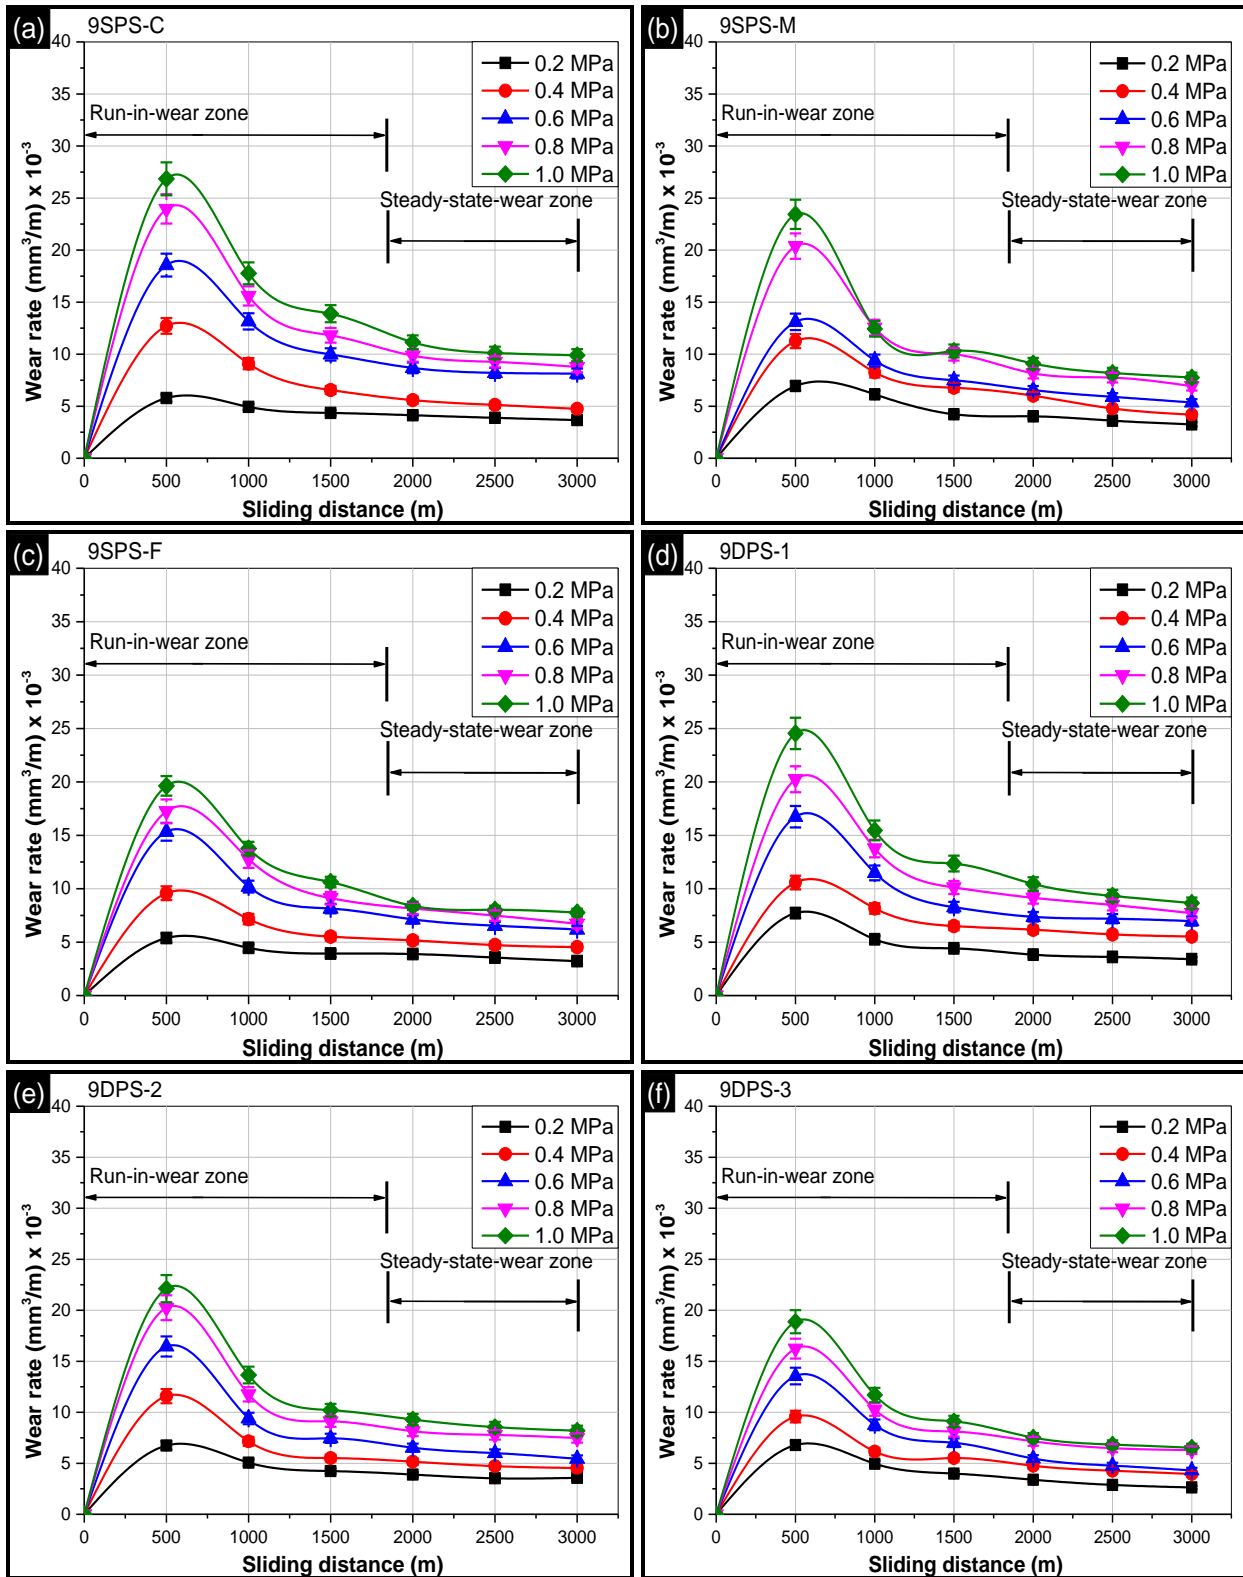 (a) 9SPS-C
40
35
30
25
20
15
10
5
0
Wear rate (mm³/m) x 10⁻³
0.2 MPa
0.4 MPa
0.6 MPa
0.8 MPa
1.0 MPa
Run-in-wear zone
Steady-state-wear zone
0 500 1000 1500 2000 2500 3000
Sliding distance (m)
(b) 9SPS-M
40
35
30
25
20
15
10
5
0
Wear rate (mm³/m) x 10⁻³
0.2 MPa
0.4 MPa
0.6 MPa
0.8 MPa
1.0 MPa
Run-in-wear zone
Steady-state-wear zone
0 500 1000 1500 2000 2500 3000
Sliding distance (m)
(c) 9SPS-F
40
35
30
25
20
15
10
5
0
Wear rate (mm³/m) x 10⁻³
0.2 MPa
0.4 MPa
0.6 MPa
0.8 MPa
1.0 MPa
Run-in-wear zone
Steady-state-wear zone
0 500 1000 1500 2000 2500 3000
Sliding distance (m)
(d) 9DPS-1
40
35
30
25
20
15
10
5
0
Wear rate (mm³/m) x 10⁻³
0.2 MPa
0.4 MPa
0.6 MPa
0.8 MPa
1.0 MPa
Run-in-wear zone
Steady-state-wear zone
0 500 1000 1500 2000 2500 3000
Sliding distance (m)
(e) 9DPS-2
40
35
30
25
20
15
10
5
0
Wear rate (mm³/m) x 10⁻³
0.2 MPa
0.4 MPa
0.6 MPa
0.8 MPa
1.0 MPa
Run-in-wear zone
Steady-state-wear zone
0 500 1000 1500 2000 2500 3000
Sliding distance (m)
(f) 9DPS-3
40
35
30
25
20
15
10
5
0
Wear rate (mm³/m) x 10⁻³
0.2 MPa
0.4 MPa
0.6 MPa
0.8 MPa
1.0 MPa
Run-in-wear zone
Steady-state-wear zone
0 500 1000 1500 2000 2500 3000
Sliding distance (m)